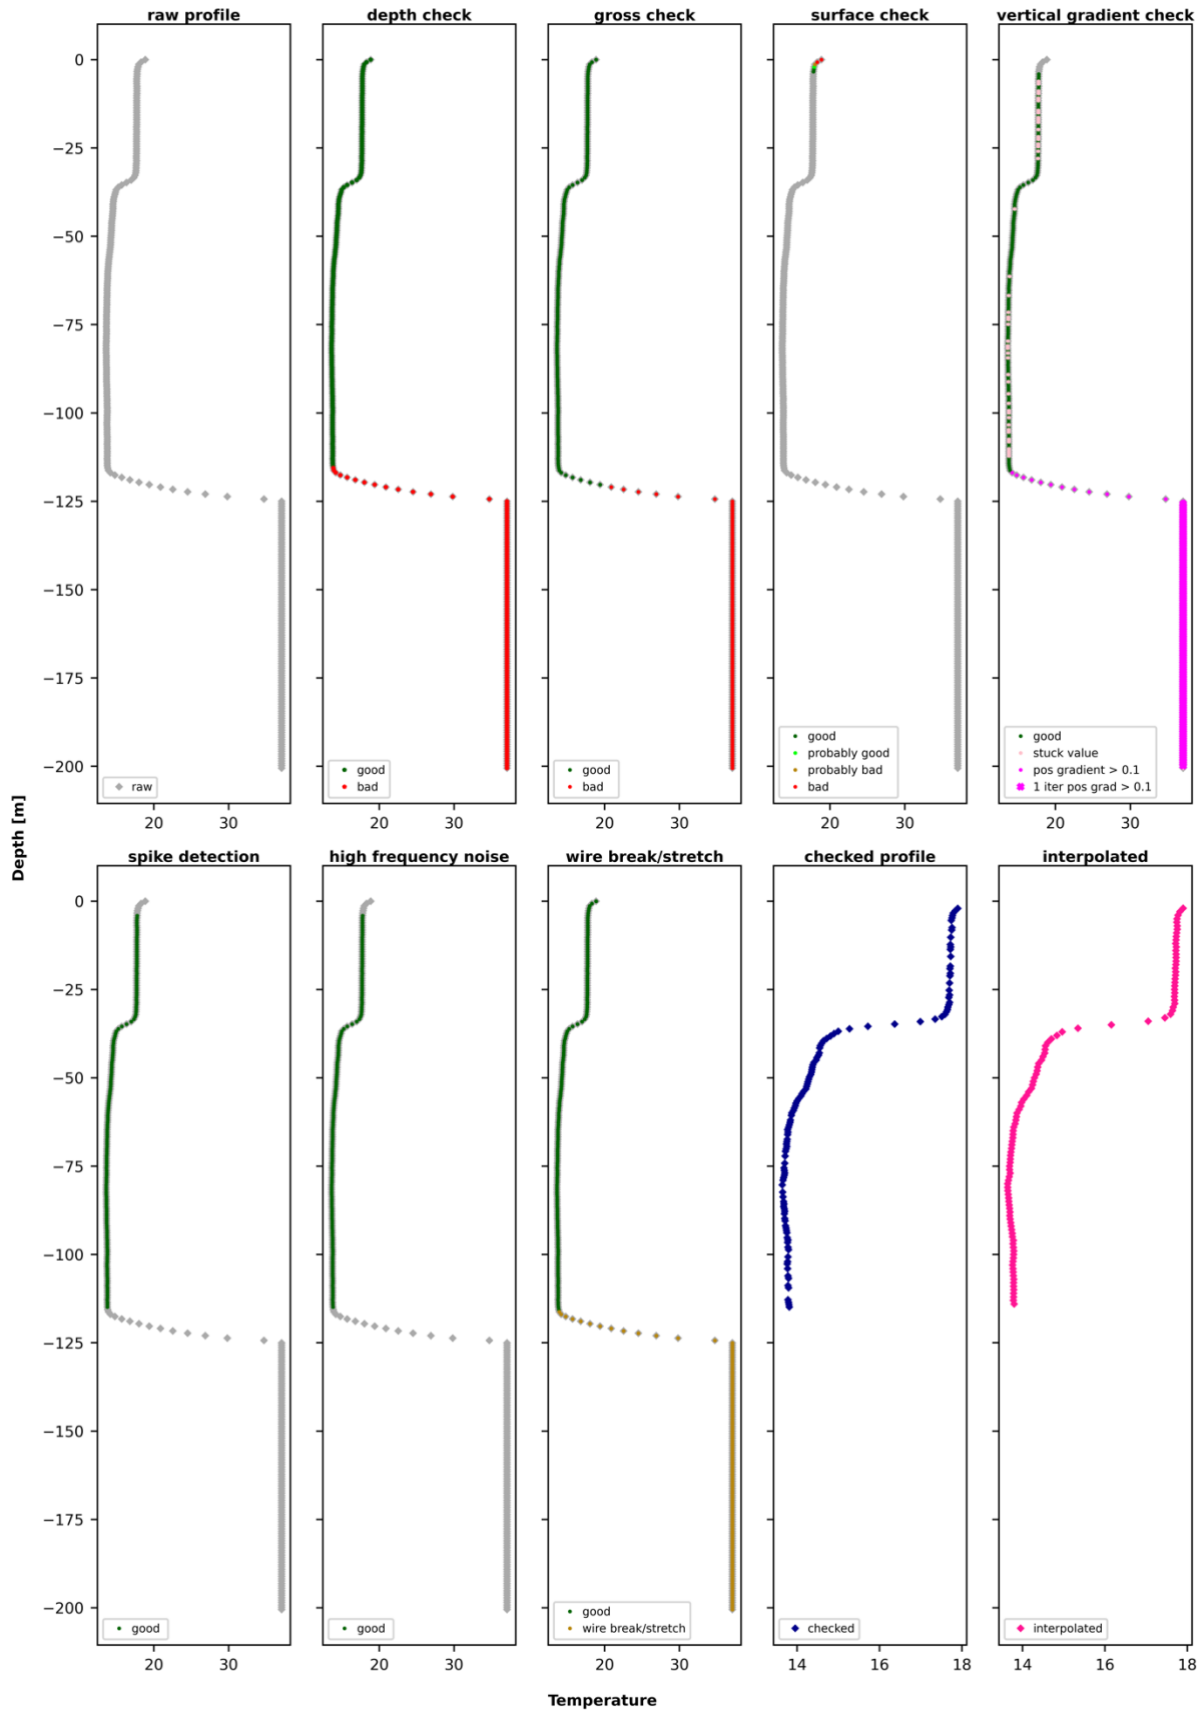 raw profile
depth check
gross check
surface check
vertical gradient check
0
−25
−50
−75
−100
−125
−150
−175
−200
raw
good
bad
good
bad
good
probably good
probably bad
bad
good
stuck value
pos gradient > 0.1
1 iter pos grad > 0.1
20 30
20 30
20 30
20 30
20 30
Depth [m]
spike detection
high frequency noise
wire break/stretch
checked profile
interpolated
0
−25
−50
−75
−100
−125
−150
−175
−200
good
good
good
wire break/stretch
checked
interpolated
20 30
20 30
20 30
14 16 18
14 16 18
Temperature